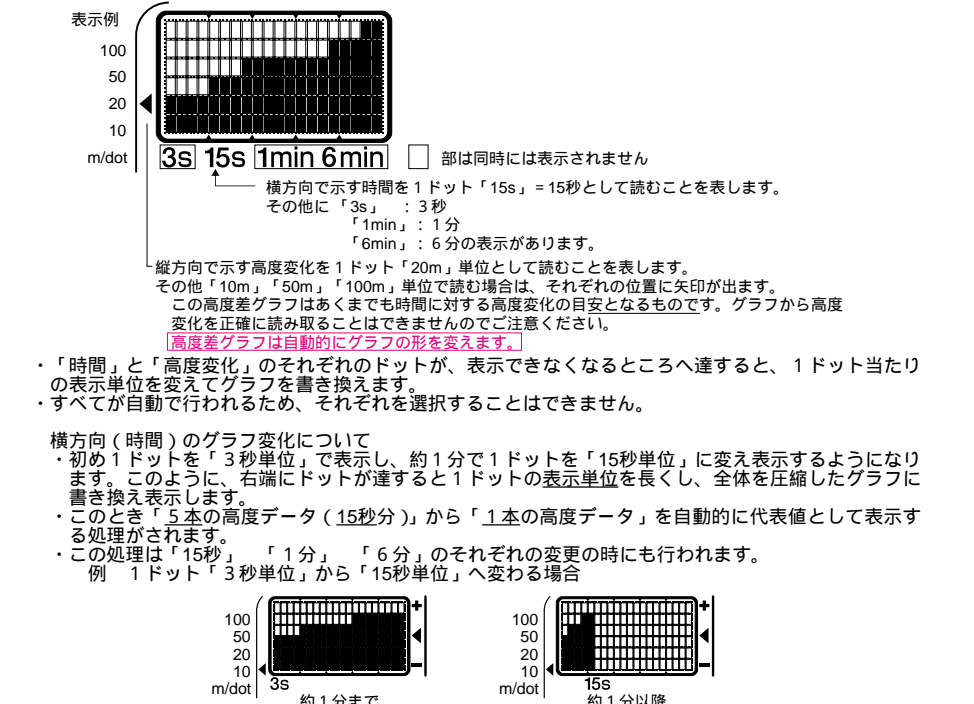 表示例
100
50
20
10
m/dot
3s 15s 1min 6min 部は同時には表示されません
横方向で示す時間を1ドット「15s」=15秒として読むことを表します。
その他に「3s」 :3秒
「1min」:1分
「6min」:6分の表示があります。
縦方向で示す高度変化を1ドット「20m」単位として読むことを表します。
その他「10m」「50m」「100m」単位で読む場合は、それぞれの位置に矢印が出ます。
この高度差グラフはあくまでも時間に対する高度変化の目安となるものです。グラフから高度
変化を正確に読み取ることはできませんのでご注意ください。
高度差グラフは自動的にグラフの形を変えます。
・「時間」と「高度変化」のそれぞれのドットが、表示できなくなるところへ達すると、1ドット当たり
の表示単位を変えてグラフを書き換えます。
・すべてが自動で行われるため、それぞれを選択することはできません。
横方向(時間)のグラフ変化について
・初め1ドットを「3秒単位」で表示し、約1分で1ドットを「15秒単位」に変え表示するようになり
ます。このように、右端にドットが達すると1ドットの表示単位を長くし、全体を圧縮したグラフに
書き換え表示します。
・このとき「5本の高度データ(15秒分)」から「1本の高度データ」を自動的に代表値として表示す
る処理がされます。
・この処理は「15秒」 「1分」 「6分」のそれぞれの変更の時にも行われます。
例 1ドット「3秒単位」から「15秒単位」へ変わる場合
100
50
20
10
m/dot
3s
+
−
約1分まで
100
50
20
10
m/dot
15s
+
−
約1分以降